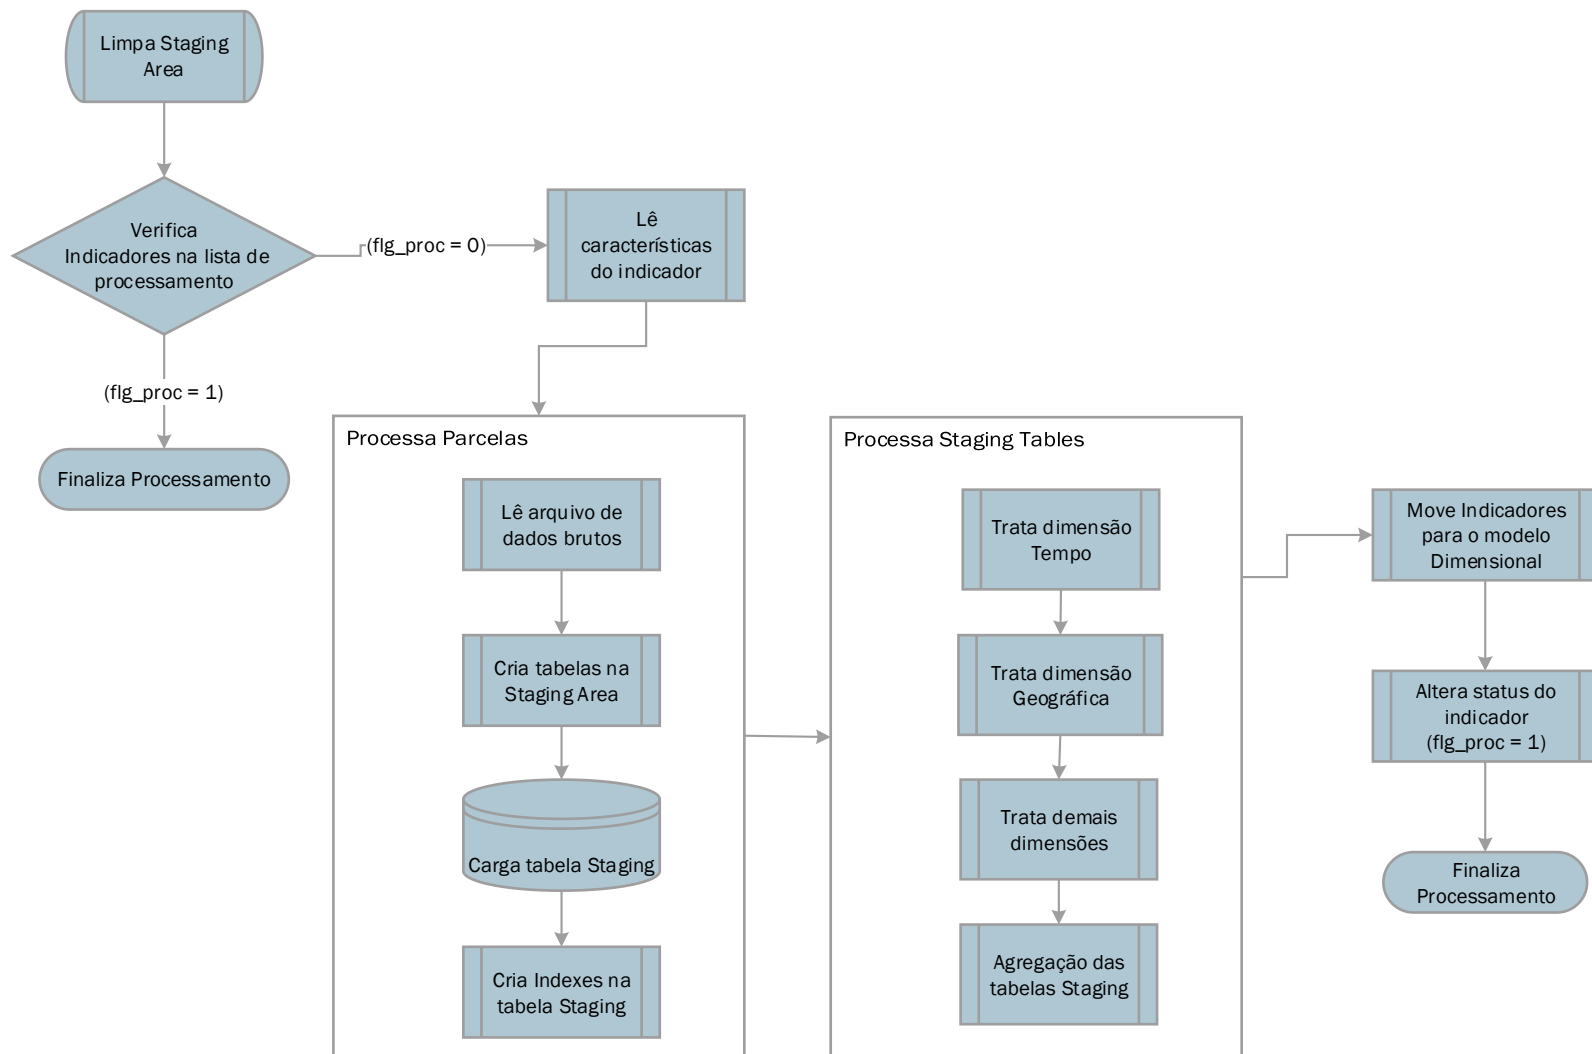 Limpa Staging
Area
Verifica
Indicadores na lista de
processamento
(flg_proc = 0)
Lê
características
do indicador
(flg_proc = 1)
Finaliza Processamento
Processa Parcelas
Lê arquivo de
dados brutos
Cria tabelas na
Staging Area
Carga tabela Staging
Cria Indexes na
tabela Staging
Processa Staging Tables
Trata dimensão
Tempo
Trata dimensão
Geográfica
Trata demais
dimensões
Agregação das
tabelas Staging
Move Indicadores
para o modelo
Dimensional
Altera status do
indicador
(flg_proc = 1)
Finaliza
Processamento